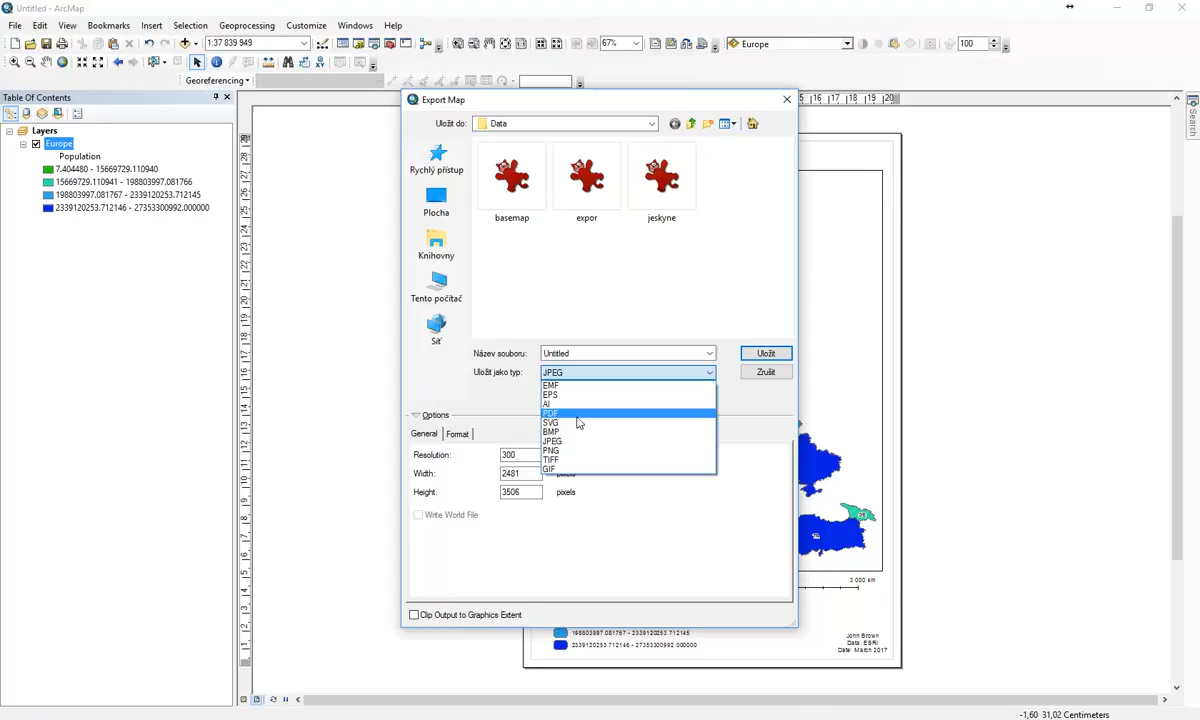 Untitled - ArcMap
File Edit View Bookmarks Insert Selection Geoprocessing Customize Windows Help
1:37 839 949
67%
Europe
100
Georeferencing
Table Of Contents
Layers
Europe
Population
7.404480 - 15669729.110940
15669729.110941 - 198803997.081766
198803997.081767 - 2339120253.712145
2339120253.712146 - 27353300992.000000
Export Map
Uložit do:
Data
Rychlý přístup
Plocha
Knihovny
Tento počítač
Síť
basemap
expor
jeskyne
Název souboru:
Untitled
Uložit
Uložit jako typ:
JPEG
Zrušit
EMF
EPS
AI
PDF
SVG
BMP
JPEG
PNG
TIFF
GIF
Options
General
Format
Resolution:
300
Width:
2481
pixels
Height:
3506
pixels
Write World File
Clip Output to Graphics Extent
3 000 km
198803997.081767 - 2339120253.712145
2339120253.712146 - 27353300992.000000
John Brown
Data: ESRI
Date: March 2017
Search
-1,60 31,02 Centimeters